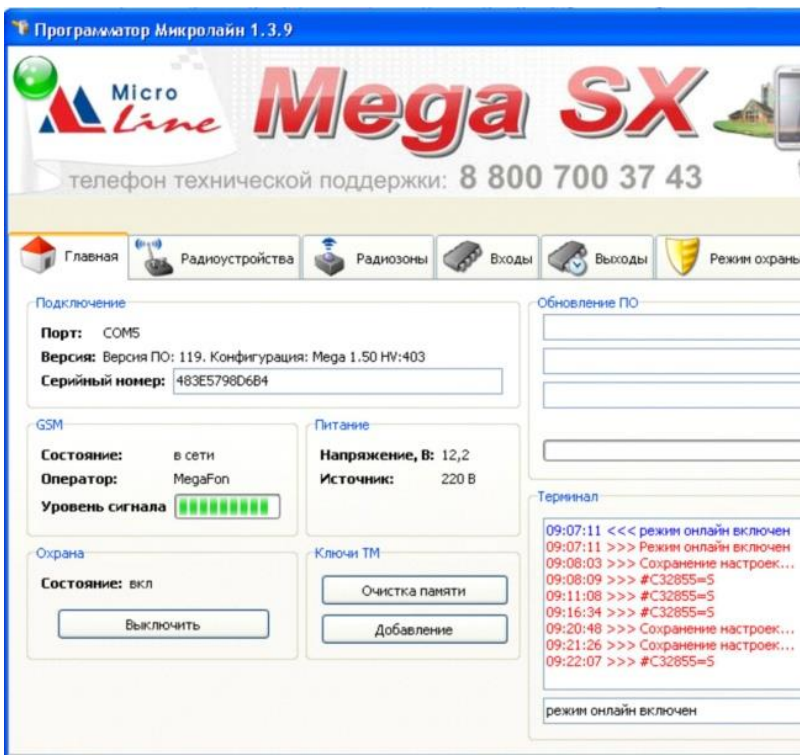 Программатор Микролайн 1.3.9
Micro
Line
Mega SX
телефон технической поддержки: 8 800 700 37 43
Главная
Радиоустройства
Радиозоны
Входы
Выходы
Режим охраны
Подключение
Порт: COM5
Версия: Версия ПО: 119. Конфигурация: Mega 1.50 HV:403
Серийный номер: 483E5798D6B4
GSM
Состояние: в сети
Оператор: MegaFon
Уровень сигнала
Питание
Напряжение, В: 12,2
Источник: 220 В
Охрана
Состояние: вкл
Выключить
Ключи ТМ
Очистка памяти
Добавление
Обновление ПО
Терминал
09:07:11 <<< режим онлайн включен
09:07:11 >>> Режим онлайн включен
09:08:03 >>> Сохранение настроек...
09:08:09 >>> #C32855=S
09:11:08 >>> #C32855=S
09:16:34 >>> #C32855=S
09:20:48 >>> Сохранение настроек...
09:21:26 >>> Сохранение настроек...
09:22:07 >>> #C32855=S
режим онлайн включен